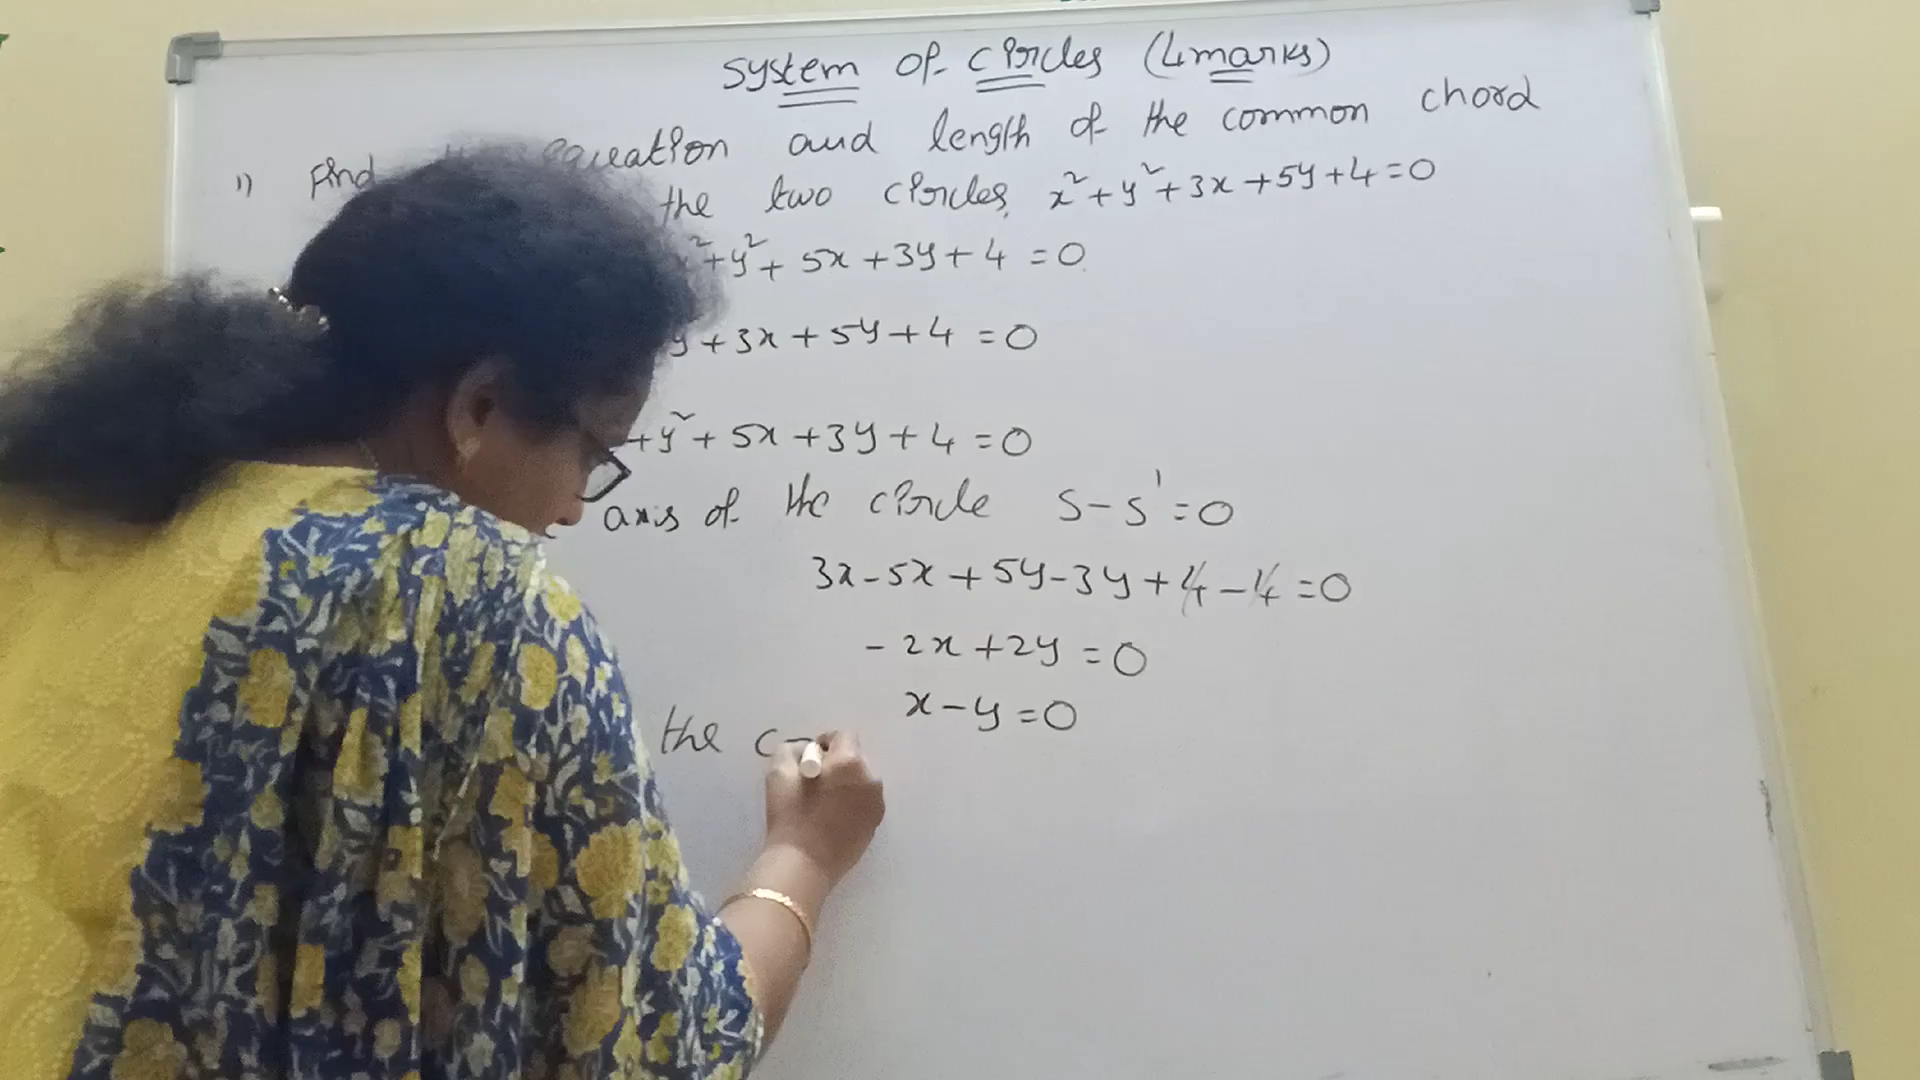 System of circles (4marks)
1) Find equation and length of the common chord
the two circles x²+y²+3x+5y+4=0
x²+y²+5x+3y+4=0
y+3x+5y+4=0
+y²+5x+3y+4=0
axis of the circle S-S'=0
3x-5x+5y-3y+4-4=0
-2x+2y=0
x-y=0
the c